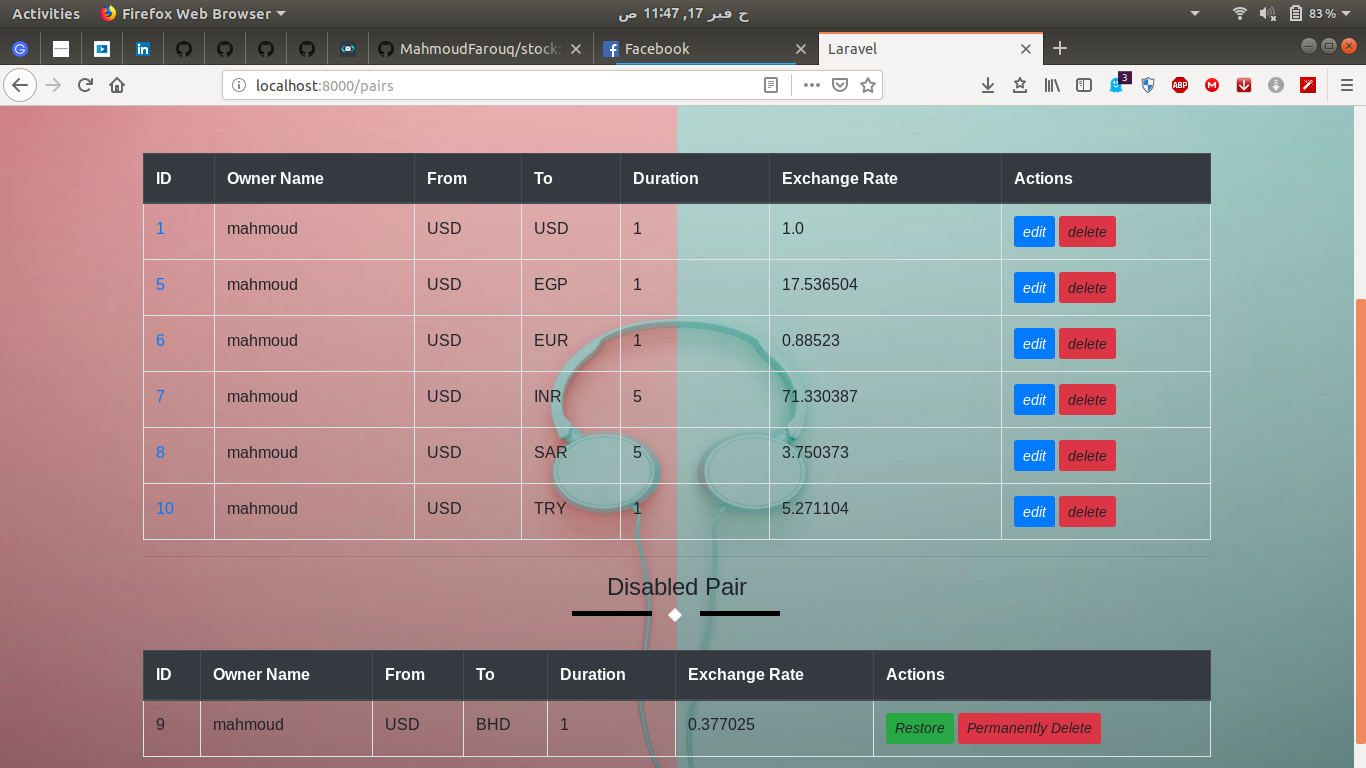 Activities Firefox Web Browser ح فبر 17, 11:47 ص 83 %
MahmoudFarouq/stock: Facebook Laravel
localhost:8000/pairs 3 ABP
ID Owner Name From To Duration Exchange Rate Actions
1 mahmoud USD USD 1 1.0 edit delete
5 mahmoud USD EGP 1 17.536504 edit delete
6 mahmoud USD EUR 1 0.88523 edit delete
7 mahmoud USD INR 5 71.330387 edit delete
8 mahmoud USD SAR 5 3.750373 edit delete
10 mahmoud USD TRY 1 5.271104 edit delete
Disabled Pair
ID Owner Name From To Duration Exchange Rate Actions
9 mahmoud USD BHD 1 0.377025 Restore Permanently Delete